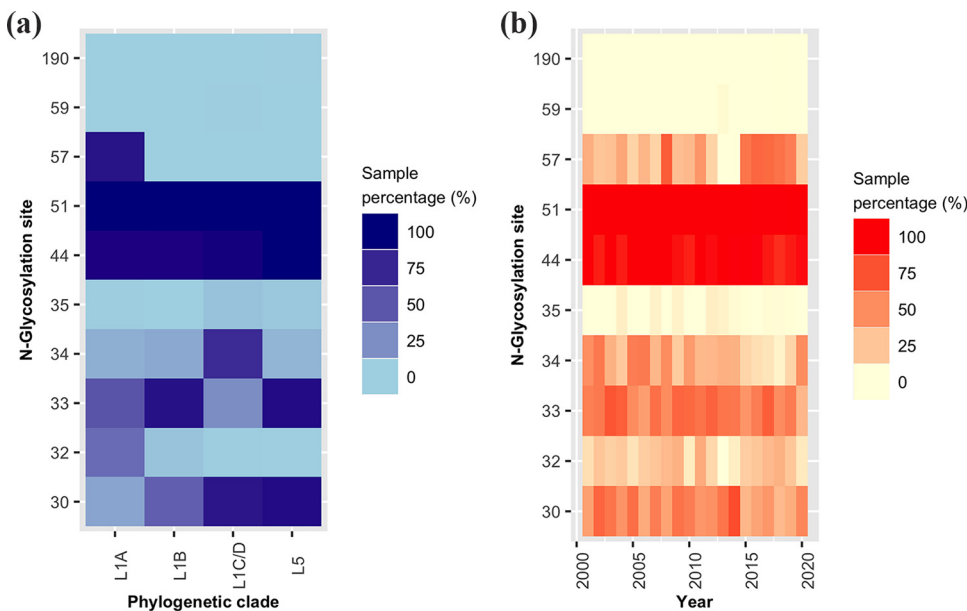 (a)
N-Glycosylation site
190
59
57
51
44
35
34
33
32
30
L1A
L1B
L1C/D
L5
Phylogenetic clade
Sample
percentage (%)
100
75
50
25
0
(b)
N-Glycosylation site
190
59
57
51
44
35
34
33
32
30
2000
2005
2010
2015
2020
Year
Sample
percentage (%)
100
75
50
25
0